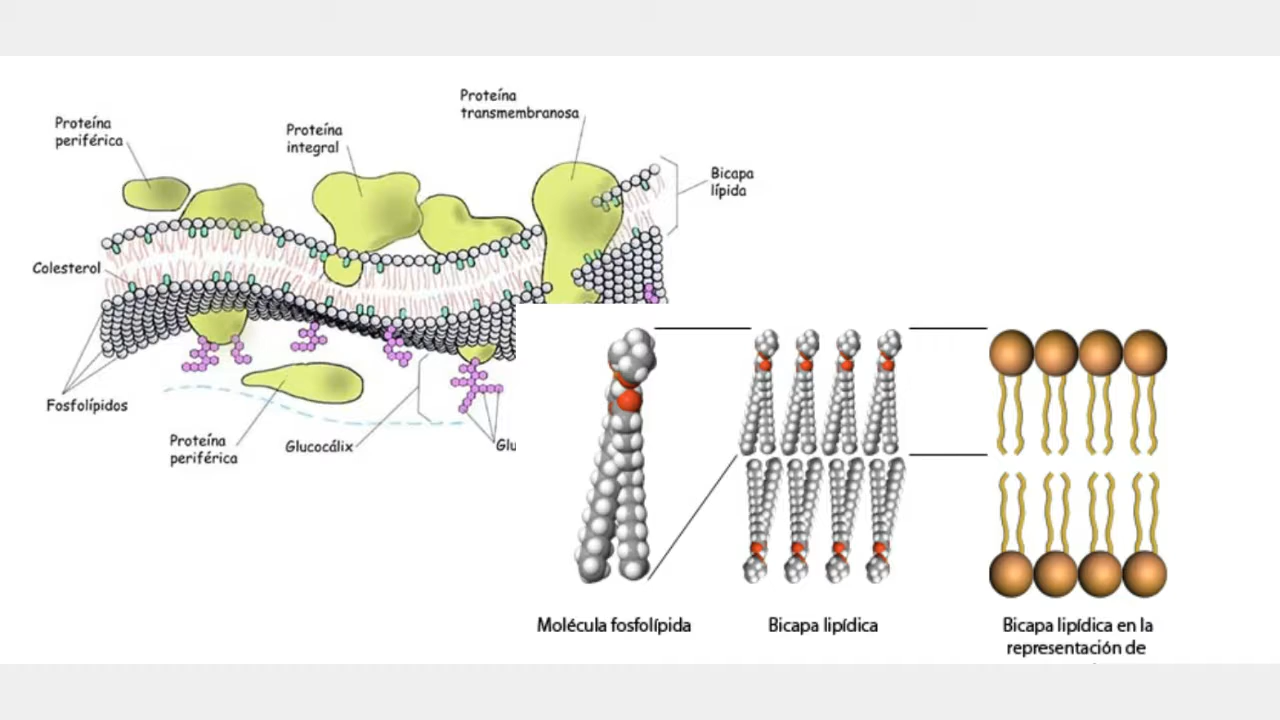 Proteína
transmembranosa
Proteína
periférica
Proteína
integral
Bicapa
lípida
Colesterol
Fosfolípidos
Proteína
periférica
Glucocálix
Glu
Molécula fosfolípida
Bicapa lipídica
Bicapa lipídica en la
representación de